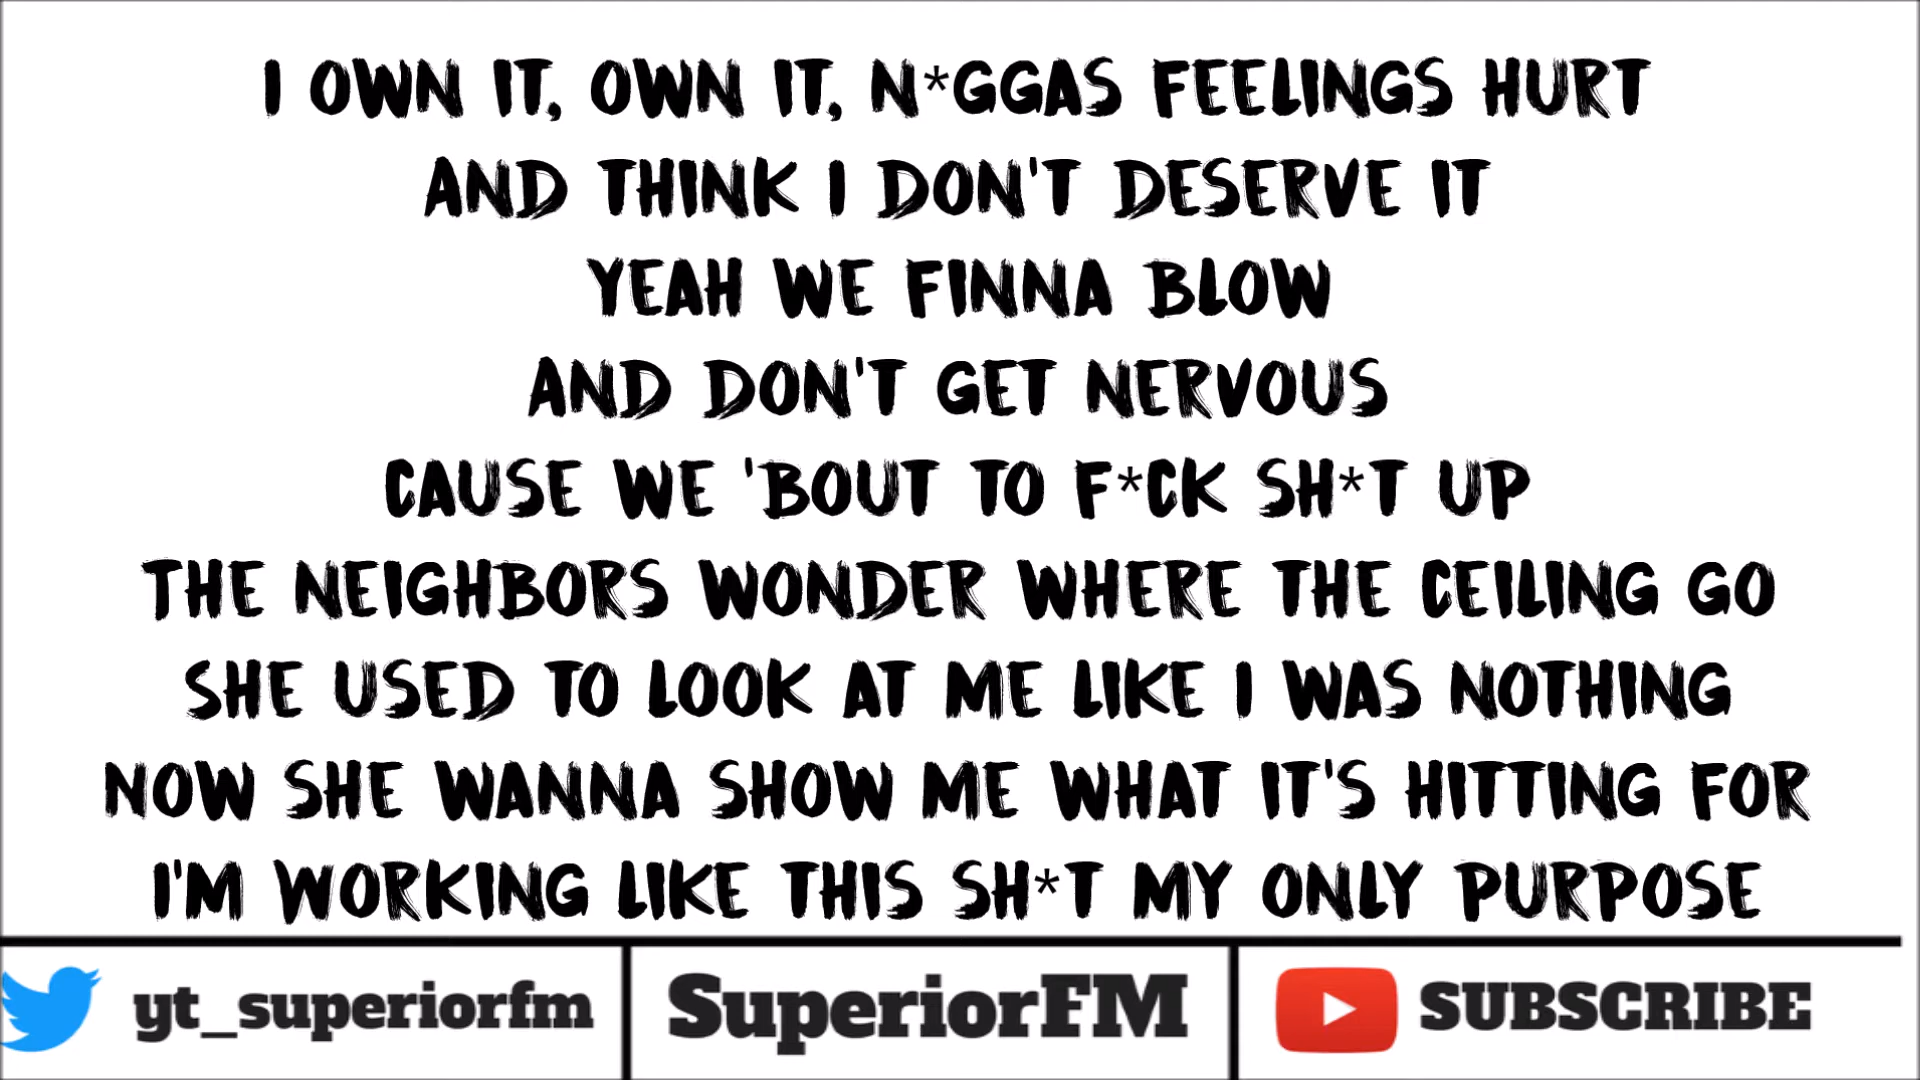 I OWN IT, OWN IT, N*GGAS FEELINGS HURT
AND THINK I DON'T DESERVE IT
YEAH WE FINNA BLOW
AND DON'T GET NERVOUS
CAUSE WE 'BOUT TO F*CK SH*T UP
THE NEIGHBORS WONDER WHERE THE CEILING GO
SHE USED TO LOOK AT ME LIKE I WAS NOTHING
NOW SHE WANNA SHOW ME WHAT IT'S HITTING FOR
I'M WORKING LIKE THIS SH*T MY ONLY PURPOSE
yt_superiorfm
SuperiorFM
SUBSCRIBE